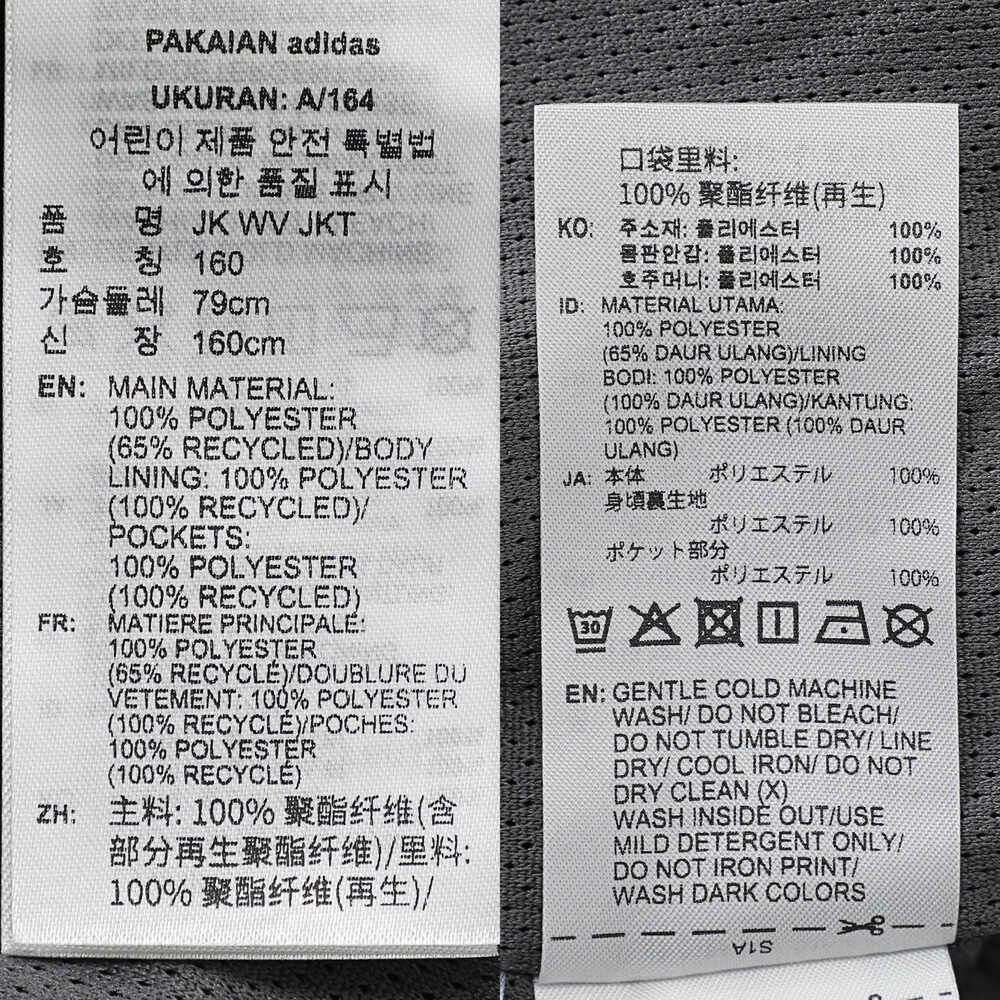 PAKAIAN adidas
UKURAN: A/164
어린이 제품 안전 특별법
에 의한 품질 표시
품 명 JK WV JKT
호 칭 160
가슴둘레 79cm
신 장 160cm
EN: MAIN MATERIAL:
100% POLYESTER
(65% RECYCLED)/BODY
LINING: 100% POLYESTER
(100% RECYCLED)/
POCKETS:
100% POLYESTER
(100% RECYCLED)
FR: MATIERE PRINCIPALE:
100% POLYESTER
(65% RECYCLÉ)/DOUBLURE DU
VETEMENT: 100% POLYESTER
(100% RECYCLÉ)/POCHES:
100% POLYESTER
(100% RECYCLÉ)
ZH: 主料: 100% 聚酯纤维(含
部分再生聚酯纤维)/里料:
100% 聚酯纤维(再生)/
口袋里料:
100% 聚酯纤维(再生)
KO: 주소재: 폴리에스터 100%
목판안감: 폴리에스터 100%
호주머니: 폴리에스터 100%
ID: MATERIAL UTAMA:
100% POLYESTER
(65% DAUR ULANG)/LINING
BODI: 100% POLYESTER
(100% DAUR ULANG)/KANTUNG:
100% POLYESTER (100% DAUR
ULANG)
JA: 本体 ポリエステル 100%
身頃裏生地
ポリエステル 100%
ポケット部分
ポリエステル 100%
30
EN: GENTLE COLD MACHINE
WASH/ DO NOT BLEACH/
DO NOT TUMBLE DRY/ LINE
DRY/ COOL IRON/ DO NOT
DRY CLEAN (X)
WASH INSIDE OUT/USE
MILD DETERGENT ONLY/
DO NOT IRON PRINT/
WASH DARK COLORS
S1A